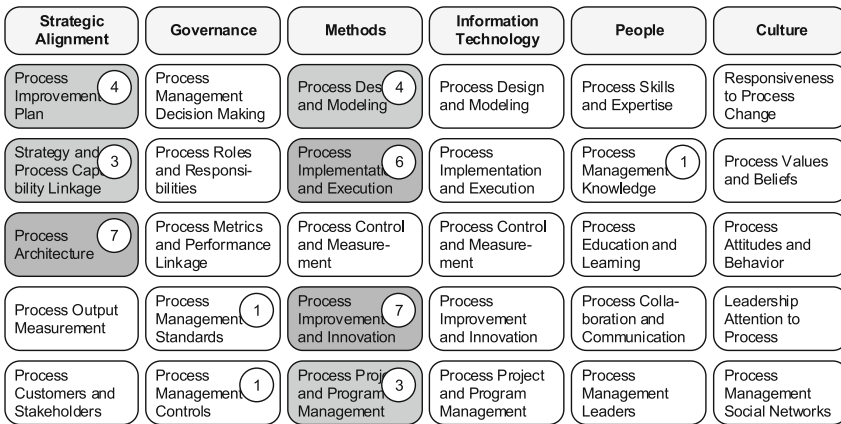 Strategic
Alignment
Governance
Methods
Information
Technology
People
Culture
Process
Improvement
Plan
4
Process
Management
Decision Making
Process Des
and Modeling
4
Process Design
and Modeling
Process Skills
and Expertise
Responsiveness
to Process
Change
Strategy and
Process Cap
bility Linkage
3
Process Roles
and Responsi-
bilities
Process
Implementati
and Execution
6
Process
Implementation
and Execution
Process
Management
Knowledge
1
Process Values
and Beliefs
Process
Architecture
7
Process Metrics
and Performance
Linkage
Process Control
and Measure-
ment
Process Control
and Measure-
ment
Process
Education and
Learning
Process
Attitudes and
Behavior
Process Output
Measurement
Process
Management
Standards
1
Process
Improvement
and Innovation
7
Process
Improvement
and Innovation
Process Colla-
boration and
Communication
Leadership
Attention to
Process
Process
Customers and
Stakeholders
Process
Management
Controls
1
Process Proj
and Program
Management
3
Process Project
and Program
Management
Process
Management
Leaders
Process
Management
Social Networks